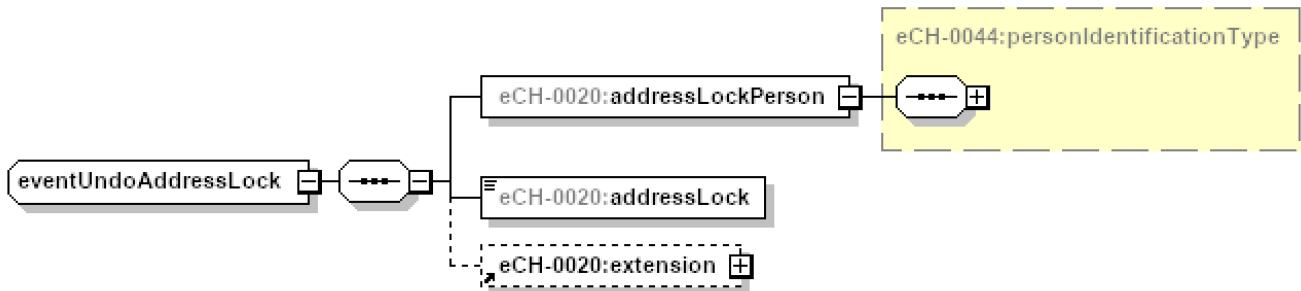 eCH-0044:personIdentificationType
eCH-0020:addressLockPerson
eventUndoAddressLock
eCH-0020:addressLock
eCH-0020:extension